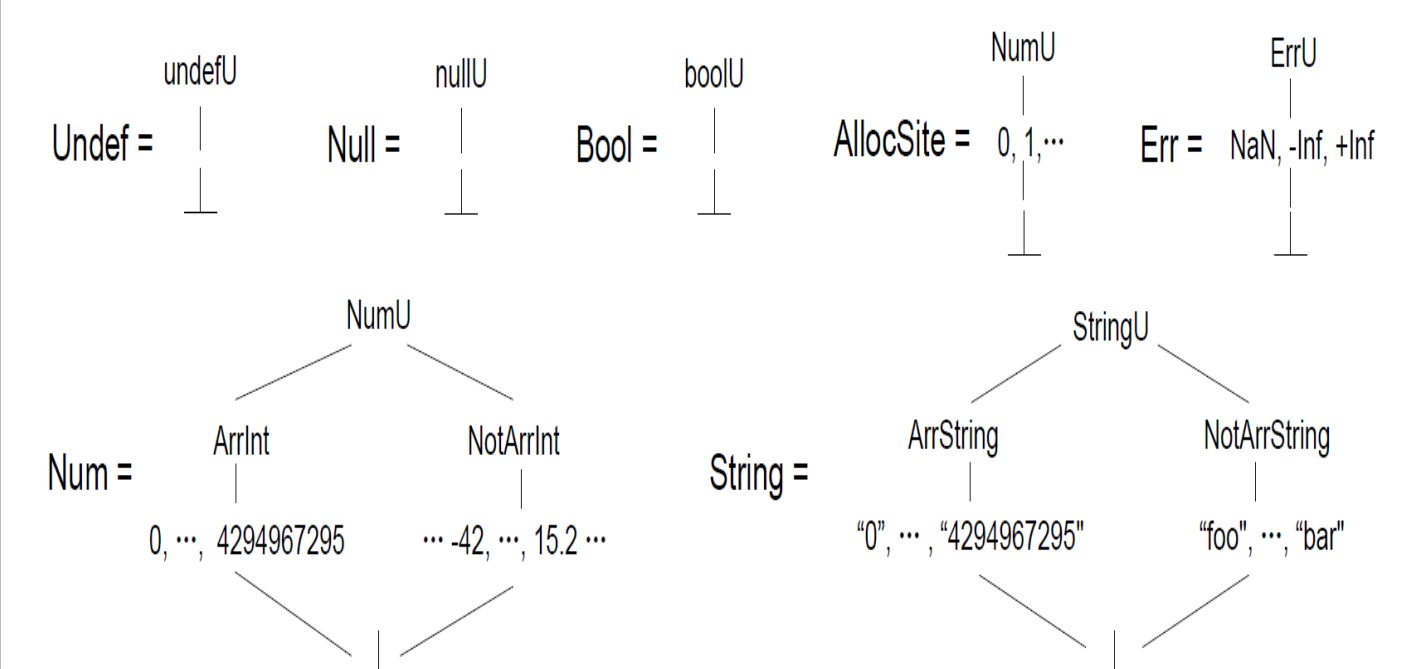 undefU
nullU
boolU
NumU
ErrU
Undef =
Null =
Bool =
AllocSite = 0, 1,···
Err = NaN, -Inf, +Inf
NumU
StringU
ArrInt
NotArrInt
ArrString
NotArrString
Num =
String =
0, ···, 4294967295
··· -42, ···, 15.2 ···
“0", ··· , “4294967295"
“foo", ···, “bar"